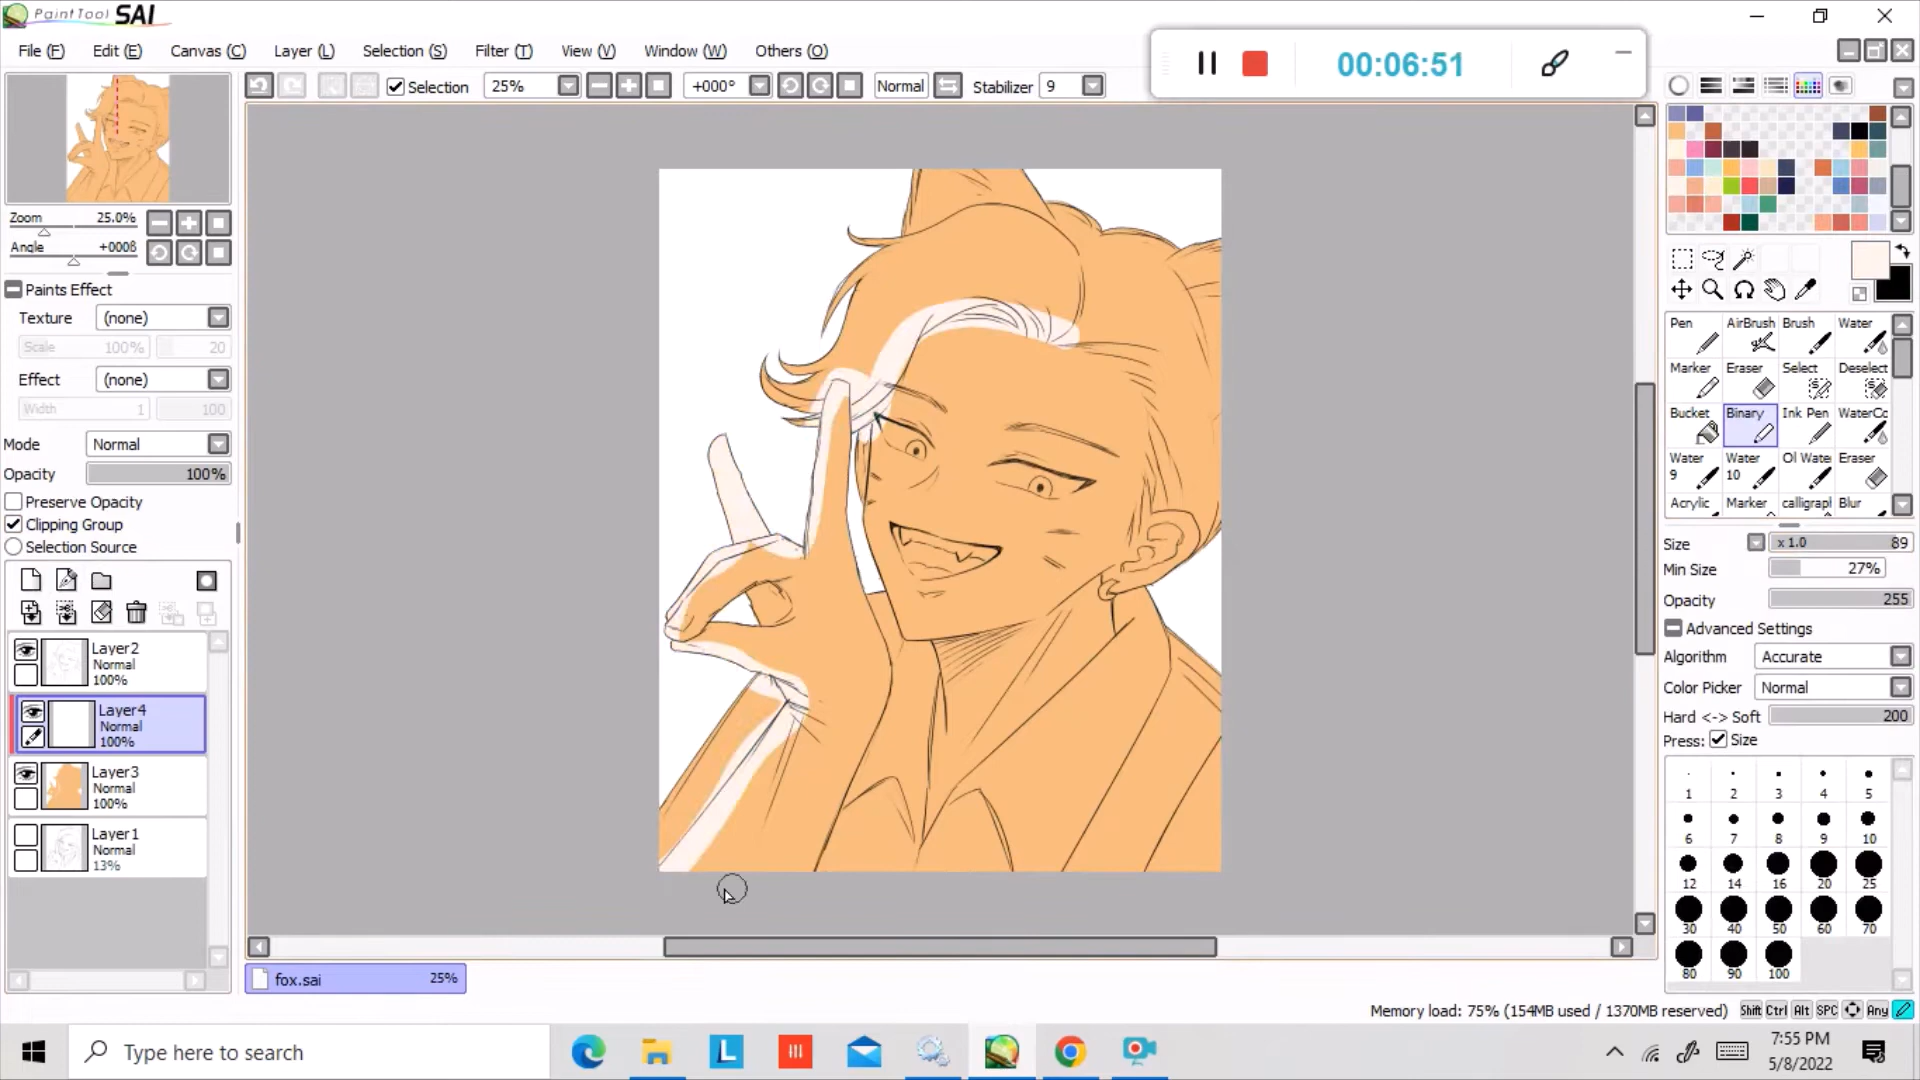 PaintTool SAI
File (F) Edit (E) Canvas (C) Layer (L) Selection (S) Filter (T) View (V) Window (W) Others (O)
00:06:51
Selection 25% +000° Normal Stabilizer 9
Zoom 25.0%
Angle +000ß
Paints Effect
Texture (none)
Scale 100% 20
Effect (none)
Width 1 100
Mode Normal
Opacity 100%
Preserve Opacity
Clipping Group
Selection Source
Layer2
Normal
100%
Layer4
Normal
100%
Layer3
Normal
100%
Layer1
Normal
13%
Pen AirBrush Brush Water
Marker Eraser Select Deselect
Bucket Binary Ink Pen WaterCo
Water 9 Water 10 Ol Wate Eraser
Acrylic Marker calligrapl Blur
Size x 1.0 89
Min Size 27%
Opacity 255
Advanced Settings
Algorithm Accurate
Color Picker Normal
Hard <-> Soft 200
Press: Size
1 2 3 4 5
6 7 8 9 10
12 14 16 20 25
30 40 50 60 70
80 90 100
fox.sai 25%
Memory load: 75% (154MB used / 1370MB reserved) Shift Ctrl Alt SPC Any
Type here to search
L
7:55 PM
5/8/2022